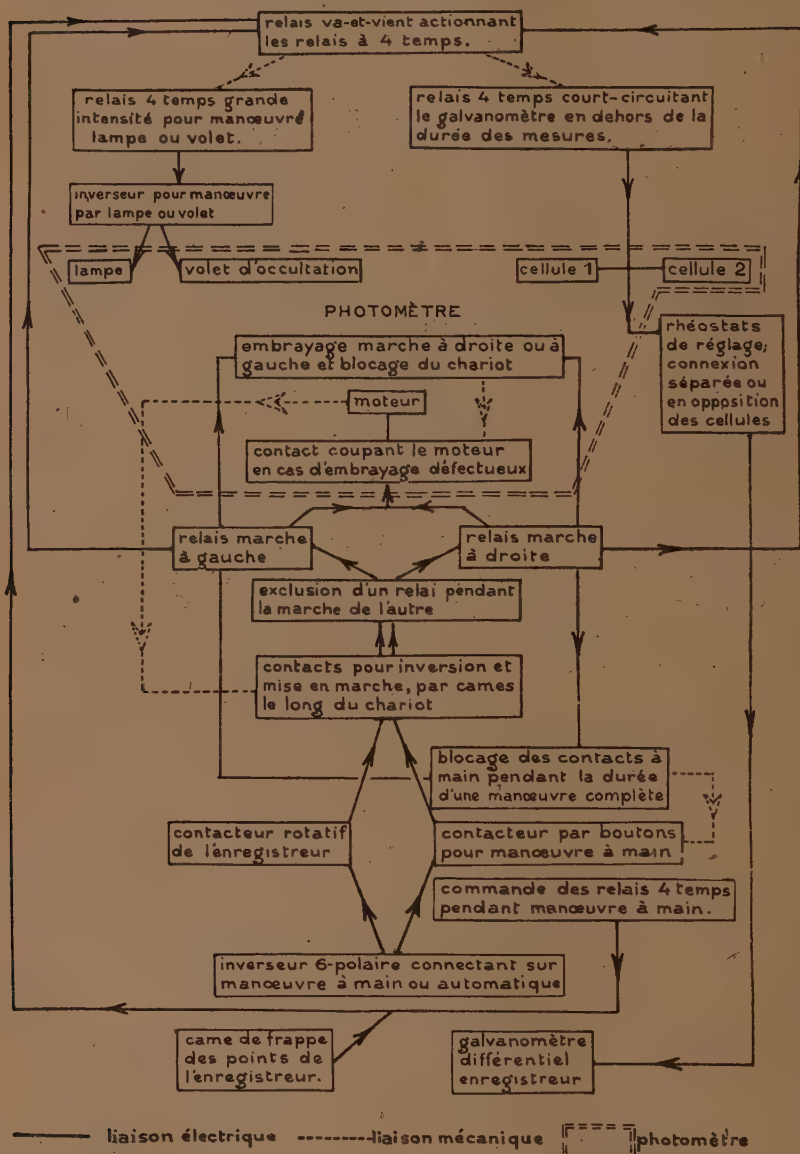 relais va-et-vient actionnant
les relais à 4 temps.
relais 4 temps grande
intensité pour manœuvre
lampe ou volet.
relais 4 temps court-circuitant
le galvanomètre en dehors de la
durée des mesures.
inverseur pour manœuvre
par lampe ou volet
lampe
volet d'occultation
cellule 1
cellule 2
PHOTOMÈTRE
embrayage marche à droite ou à
gauche et blocage du chariot
rhéostats
de réglage;
connexion
séparée ou
en opposition
des cellules
moteur
contact coupant le moteur
en cas d'embrayage défectueux
relais marche
à gauche
relais marche
à droite
exclusion d'un relai pendant
la marche de l'autre
contacts pour inversion et
mise en marche, par cames
le long du chariot
blocage des contacts à
main pendant la durée
d'une manœuvre complète
contacteur rotatif
de l'enregistreur
contacteur par boutons
pour manœuvre à main
commande des relais 4 temps
pendant manœuvre à main.
inverseur 6-polaire connectant sur
manœuvre à main ou automatique
came de frappe
des points de
l'enregistreur.
galvanomètre
différentiel
enregistreur
liaison électrique
liaison mécanique
photomètre